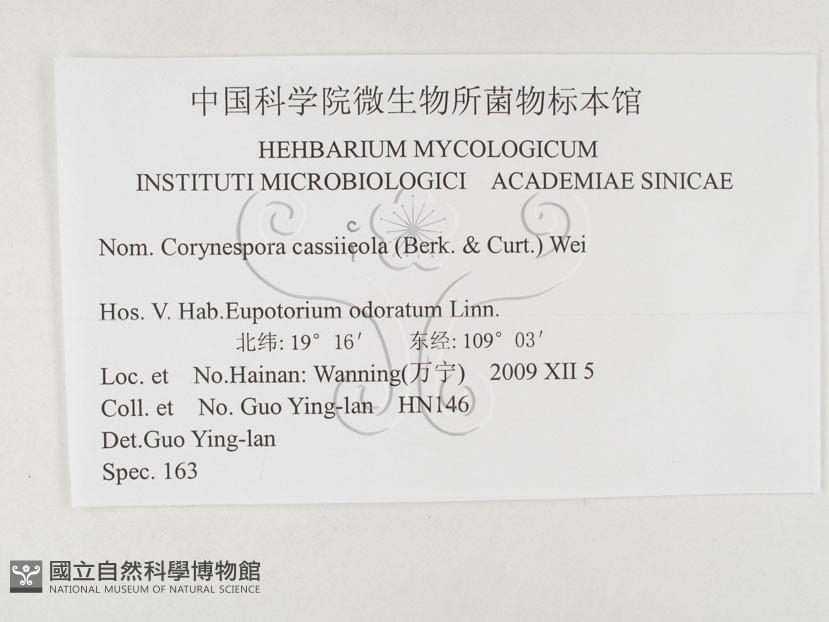 中国科学院微生物所菌物标本馆
HEHBARIUM MYCOLOGICUM
INSTITUTI MICROBIOLOGICI ACADEMIAE SINICAE
c
Nom. Corynespora cassiieola (Berk. & Curt.) Wei
Hos. V. Hab.Eupotorium odoratum Linn.
北纬: 19° 16′ 东经: 109° 03′
Loc. et No.Hainan: Wanning(万宁) 2009 XII 5
Coll. et No. Guo Ying-lan HN146
Det.Guo Ying-lan
Spec. 163
國立自然科學博物館
NATIONAL MUSEUM OF NATURAL SCIENCE